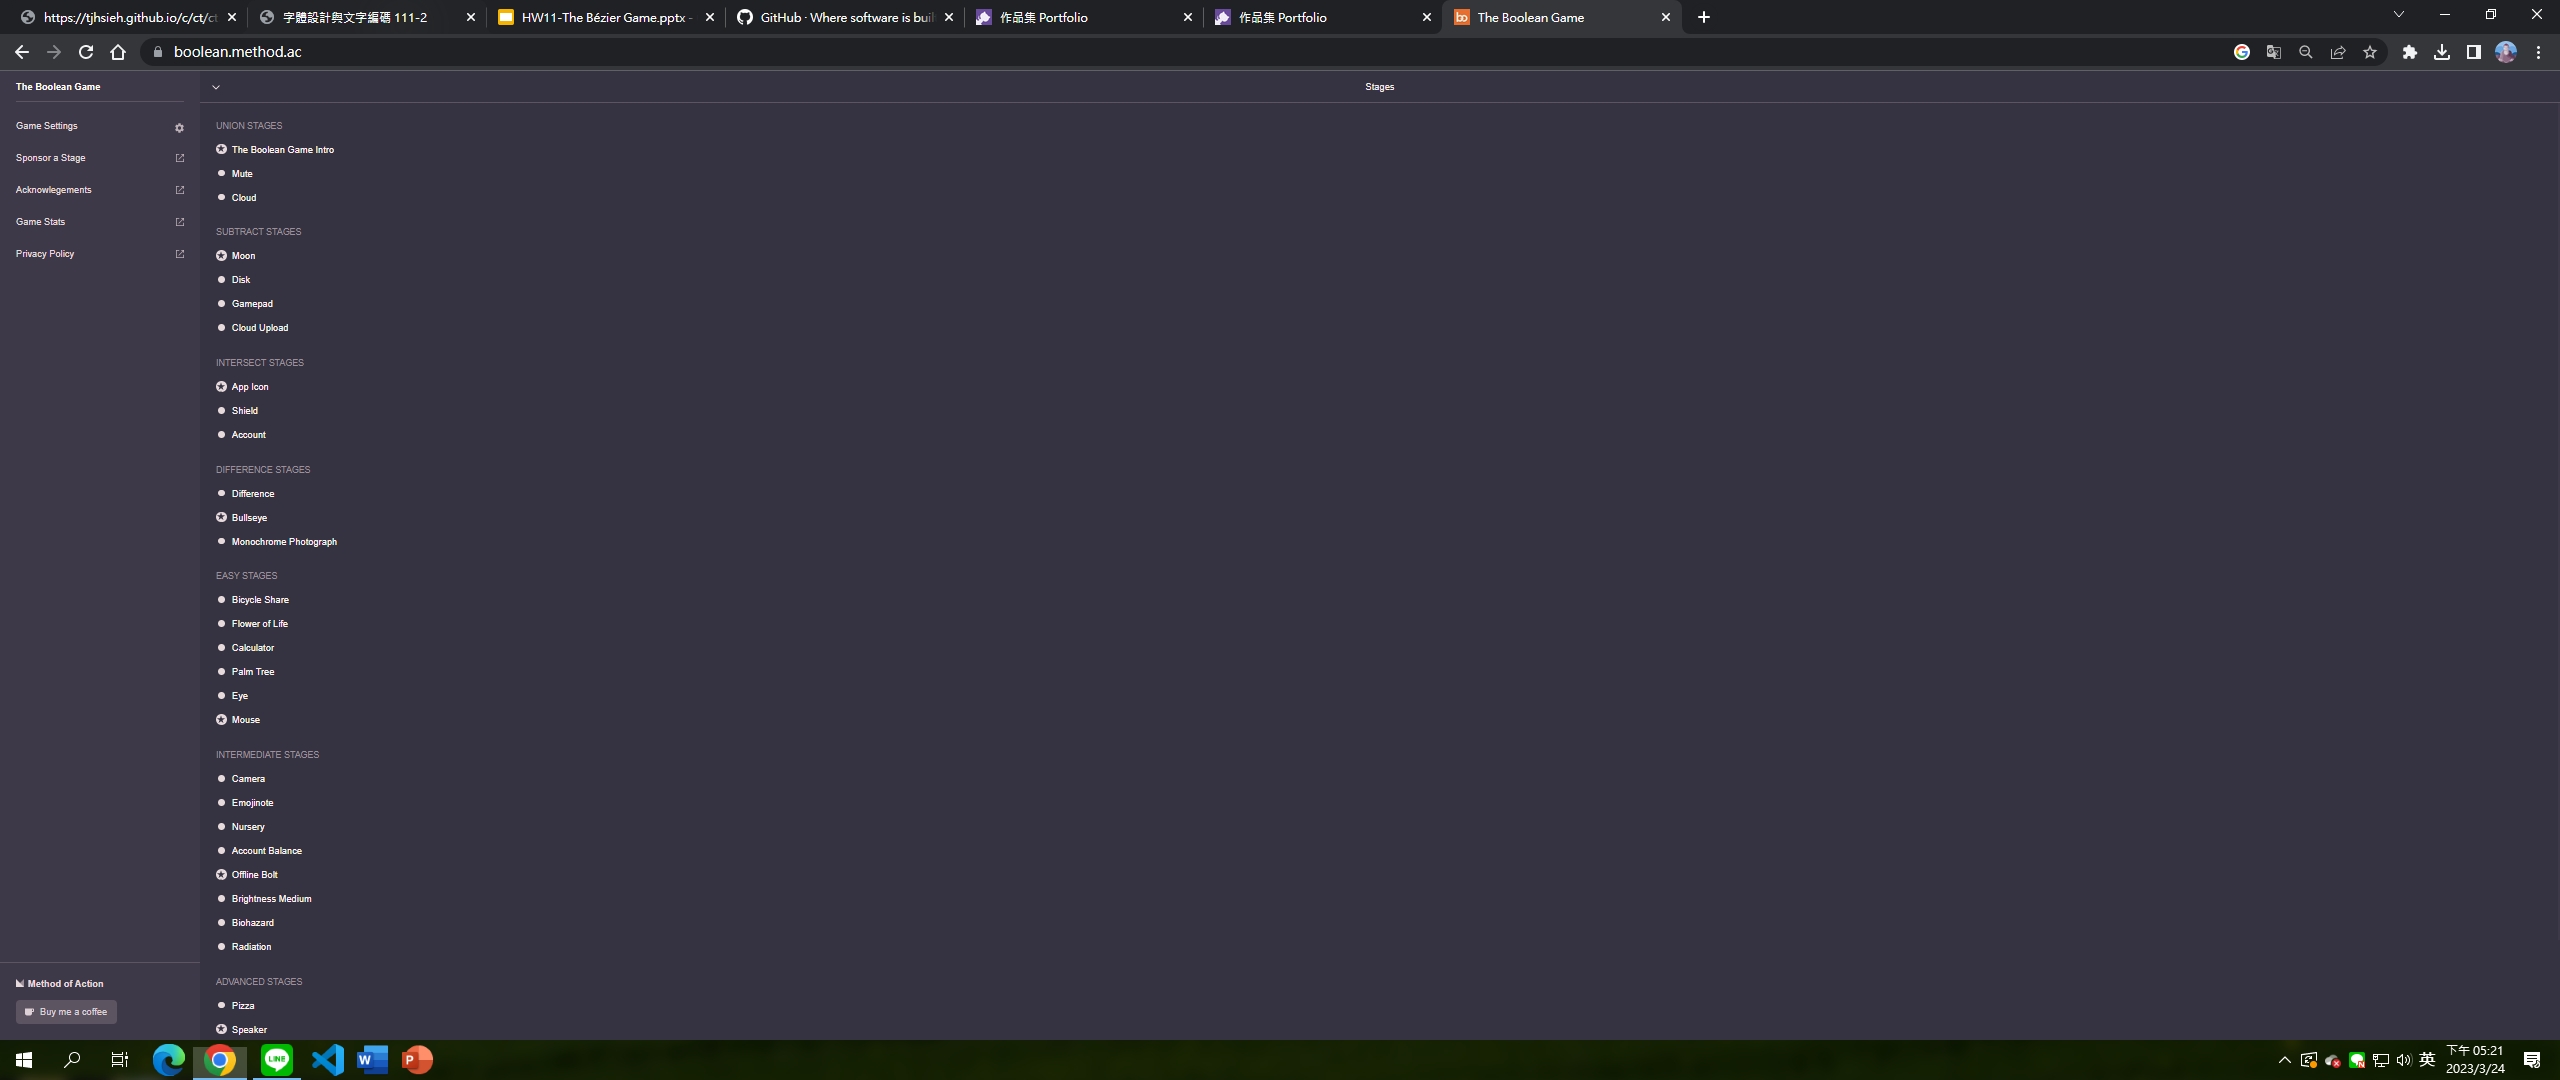 https://tjhsieh.github.io/c/ct/ct
字體設計與文字編碼 111-2
HW11-The Bézier Game.pptx -
GitHub · Where software is buil
作品集 Portfolio
作品集 Portfolio
The Boolean Game
boolean.method.ac
The Boolean Game
Game Settings
Sponsor a Stage
Acknowlegements
Game Stats
Privacy Policy
Stages
UNION STAGES
The Boolean Game Intro
Mute
Cloud
SUBTRACT STAGES
Moon
Disk
Gamepad
Cloud Upload
INTERSECT STAGES
App Icon
Shield
Account
DIFFERENCE STAGES
Difference
Bullseye
Monochrome Photograph
EASY STAGES
Bicycle Share
Flower of Life
Calculator
Palm Tree
Eye
Mouse
INTERMEDIATE STAGES
Camera
Emojinote
Nursery
Account Balance
Offline Bolt
Brightness Medium
Biohazard
Radiation
ADVANCED STAGES
Pizza
Speaker
Method of Action
Buy me a coffee
LINE
英
下午 05:21
2023/3/24